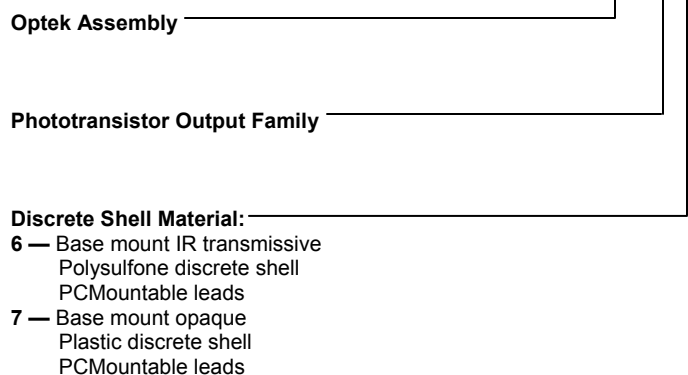 Optek Assembly
Phototransistor Output Family
Discrete Shell Material:
6 — Base mount IR transmissive
Polysulfone discrete shell
PCMountable leads
7 — Base mount opaque
Plastic discrete shell
PCMountable leads